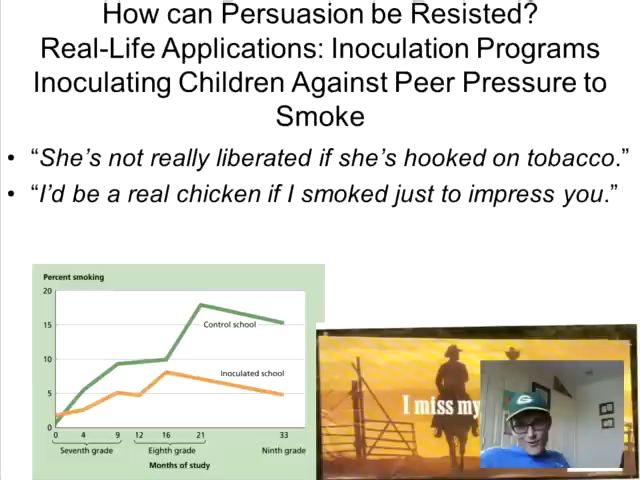 How can Persuasion be Resisted?
Real-Life Applications: Inoculation Programs
Inoculating Children Against Peer Pressure to
Smoke
• “She’s not really liberated if she’s hooked on tobacco.”
• “I’d be a real chicken if I smoked just to impress you.”
Percent smoking
20
15
10
5
0
Control school
Inoculated school
0 4 9 12 16 21 33
Seventh grade Eighth grade Ninth grade
Months of study
I miss my
G